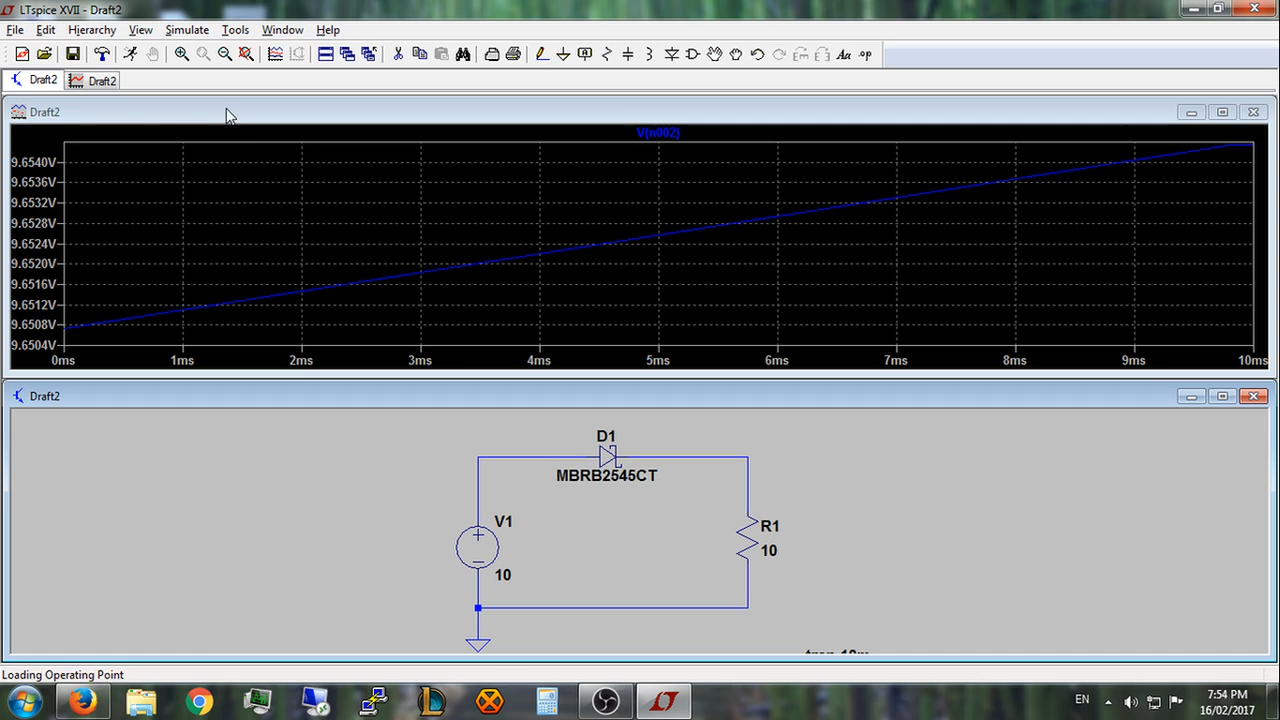 LTspice XVII - Draft2
File Edit Hierarchy View Simulate Tools Window Help
Aa .op
Draft2 Draft2
Draft2
V(n002)
9.6540V
9.6536V
9.6532V
9.6528V
9.6524V
9.6520V
9.6516V
9.6512V
9.6508V
9.6504V
0ms 1ms 2ms 3ms 4ms 5ms 6ms 7ms 8ms 9ms 10ms
Draft2
D1
MBRB2545CT
V1
10
R1
10
Loading Operating Point
EN
7:54 PM
16/02/2017